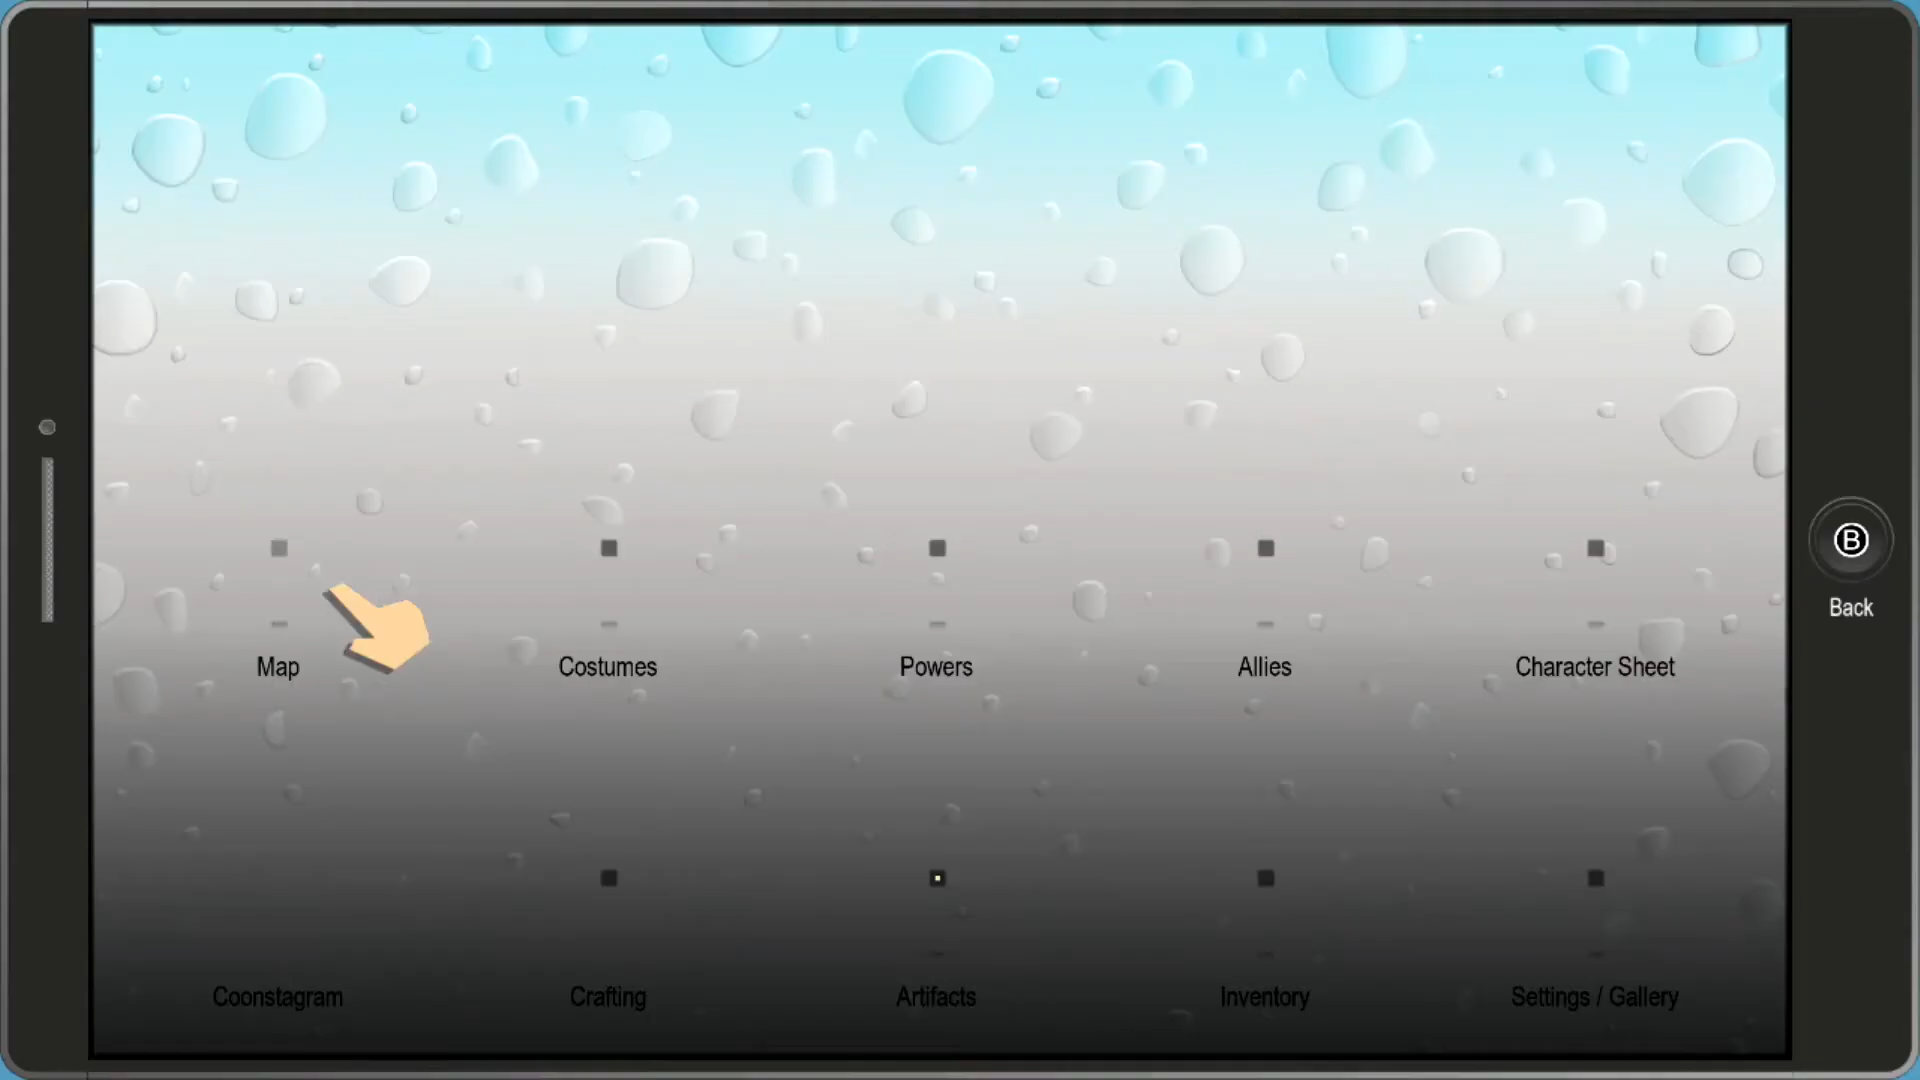 B
Back
Map
Costumes
Powers
Allies
Character Sheet
Coonstagram
Crafting
Artifacts
Inventory
Settings / Gallery